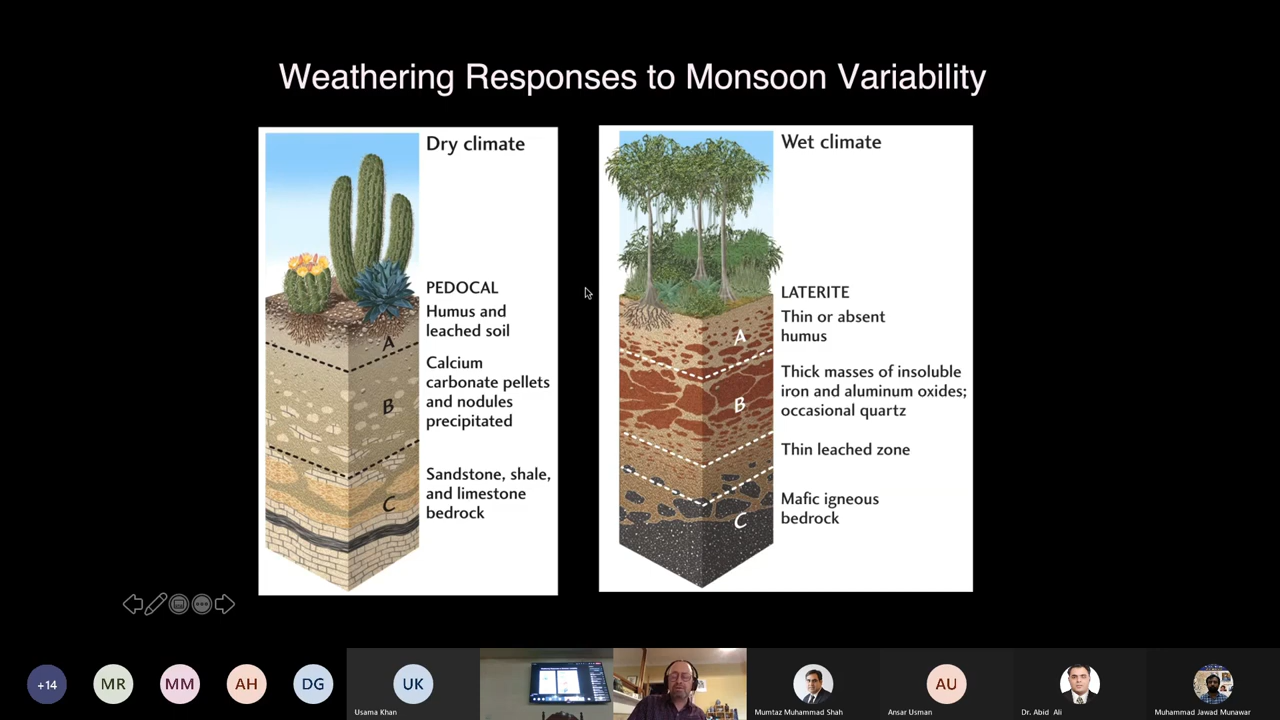 Weathering Responses to Monsoon Variability
Dry climate
PEDOCAL
Humus and
leached soil
A
Calcium
carbonate pellets
and nodules
precipitated
B
Sandstone, shale,
and limestone
bedrock
C
Wet climate
LATERITE
Thin or absent
humus
A
Thick masses of insoluble
iron and aluminum oxides;
occasional quartz
B
Thin leached zone
Mafic igneous
bedrock
C
+14
MR
MM
AH
DG
UK
Usama Khan
Mumtaz Muhammad Shah
AU
Ansar Usman
Dr. Abid Ali
Muhammad Jawad Munawar